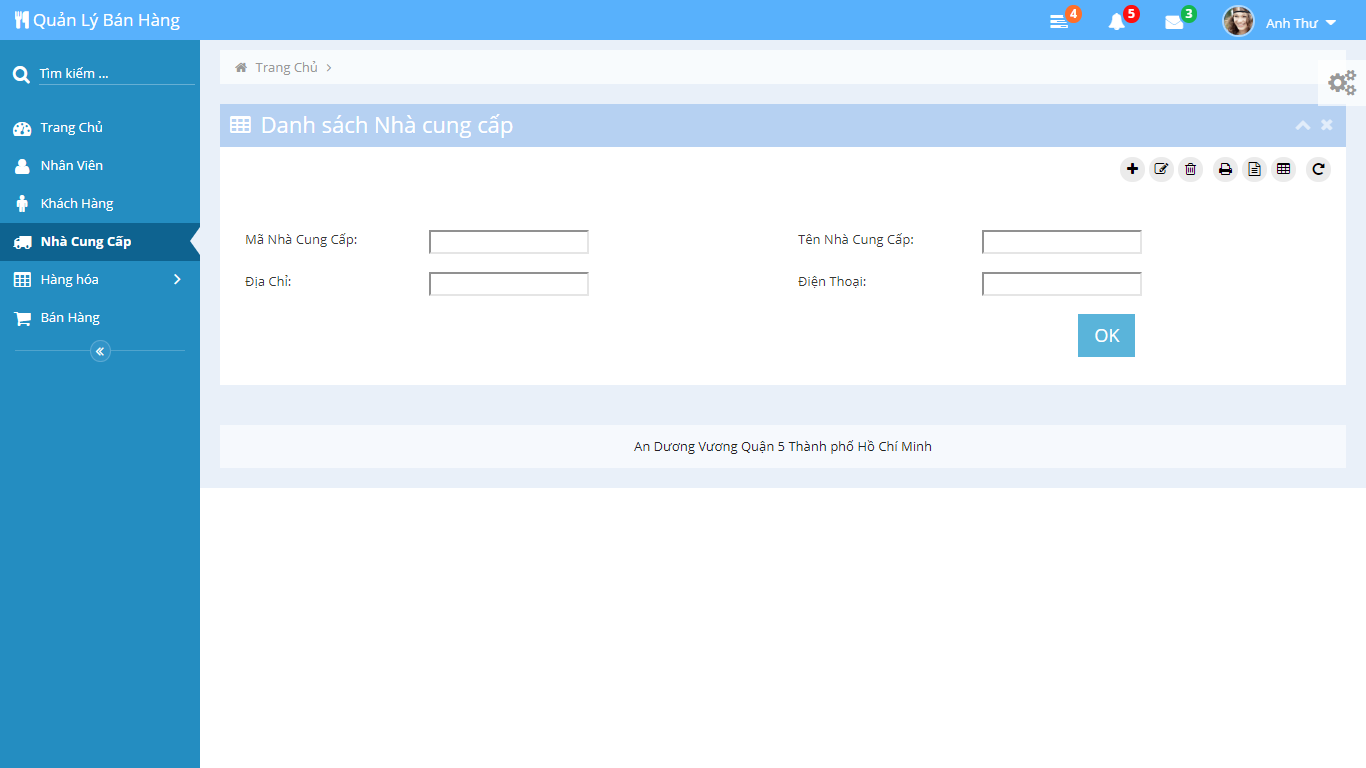 Quản Lý Bán Hàng
4
5
3
Anh Thư
Tìm kiếm ...
Trang Chủ
Nhân Viên
Khách Hàng
Nhà Cung Cấp
Hàng hóa
Bán Hàng
Trang Chủ
Danh sách Nhà cung cấp
Mã Nhà Cung Cấp:
Tên Nhà Cung Cấp:
Địa Chỉ:
Điện Thoại:
OK
An Dương Vương Quận 5 Thành phố Hồ Chí Minh